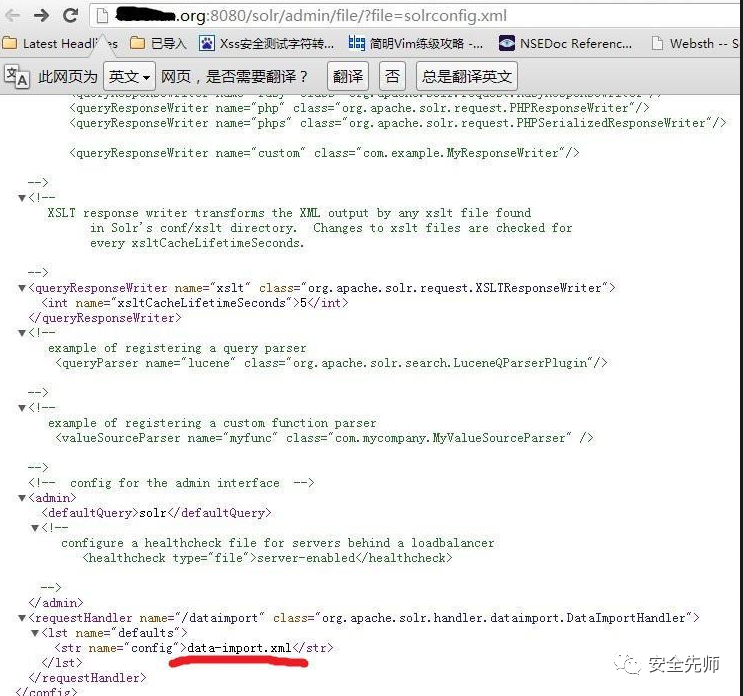 .org:8080/solr/admin/file/?file=solrconfig.xml
Latest Headlines 已导入 Xss安全测试字符转... 简明Vim练级攻略 -... NSEDoc Referenc... Websth -- S
此网页为 英文 网页，是否需要翻译？ 翻译 否 总是翻译英文
<queryResponseWriter name="php" class="org.apache.solr.request.PHPResponseWriter"/>
<queryResponseWriter name="phps" class="org.apache.solr.request.PHPSerializedResponseWriter"/>
<queryResponseWriter name="custom" class="com.example.MyResponseWriter"/>
-->
▼<!--
XSLT response writer transforms the XML output by any xslt file found
in Solr's conf/xslt directory. Changes to xslt files are checked for
every xsltCacheLifetimeSeconds.
-->
▼<queryResponseWriter name="xslt" class="org.apache.solr.request.XSLTResponseWriter">
<int name="xsltCacheLifetimeSeconds">5</int>
</queryResponseWriter>
▼<!--
example of registering a query parser
<queryParser name="lucene" class="org.apache.solr.search.LuceneQParserPlugin"/>
-->
▼<!--
example of registering a custom function parser
<valueSourceParser name="myfunc" class="com.mycompany.MyValueSourceParser" />
-->
<!-- config for the admin interface -->
▼<admin>
<defaultQuery>solr</defaultQuery>
▼<!--
configure a healthcheck file for servers behind a loadbalancer
<healthcheck type="file">server-enabled</healthcheck>
-->
</admin>
▼<requestHandler name="/dataimport" class="org.apache.solr.handler.dataimport.DataImportHandler">
▼<lst name="defaults">
<str name="config">data-import.xml</str>
</lst>
</requestHandler>
</config>
安全先师